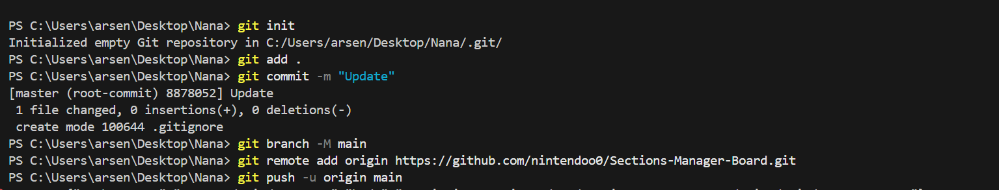 PS C:\Users\arsen\Desktop\Nana> git init
Initialized empty Git repository in C:/Users/arsen/Desktop/Nana/.git/
PS C:\Users\arsen\Desktop\Nana> git add .
PS C:\Users\arsen\Desktop\Nana> git commit -m "Update"
[master (root-commit) 8878052] Update
 1 file changed, 0 insertions(+), 0 deletions(-)
 create mode 100644 .gitignore
PS C:\Users\arsen\Desktop\Nana> git branch -M main
PS C:\Users\arsen\Desktop\Nana> git remote add origin https://github.com/nintendoo0/Sections-Manager-Board.git
PS C:\Users\arsen\Desktop\Nana> git push -u origin main